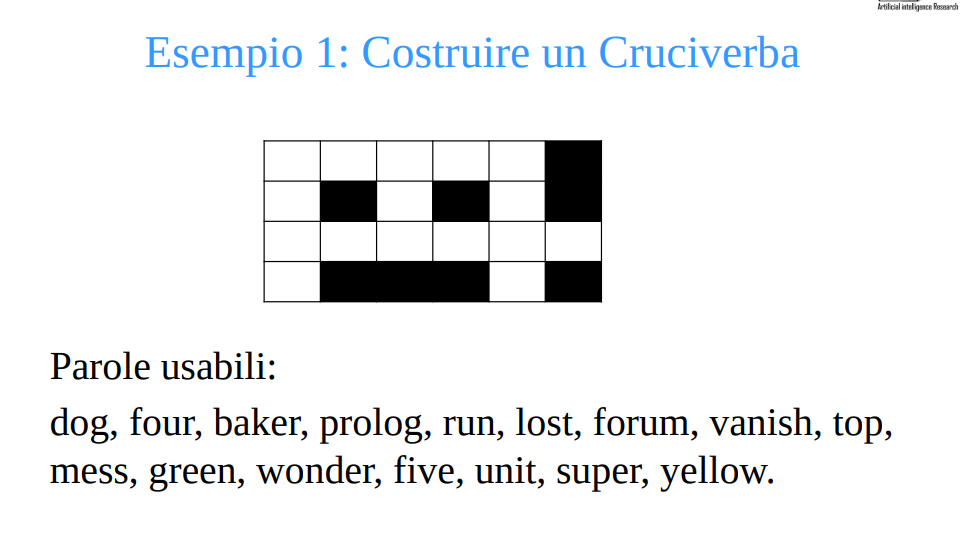 Artificial intelligence Research
Esempio 1: Costruire un Cruciverba
Parole usabili:
dog, four, baker, prolog, run, lost, forum, vanish, top,
mess, green, wonder, five, unit, super, yellow.